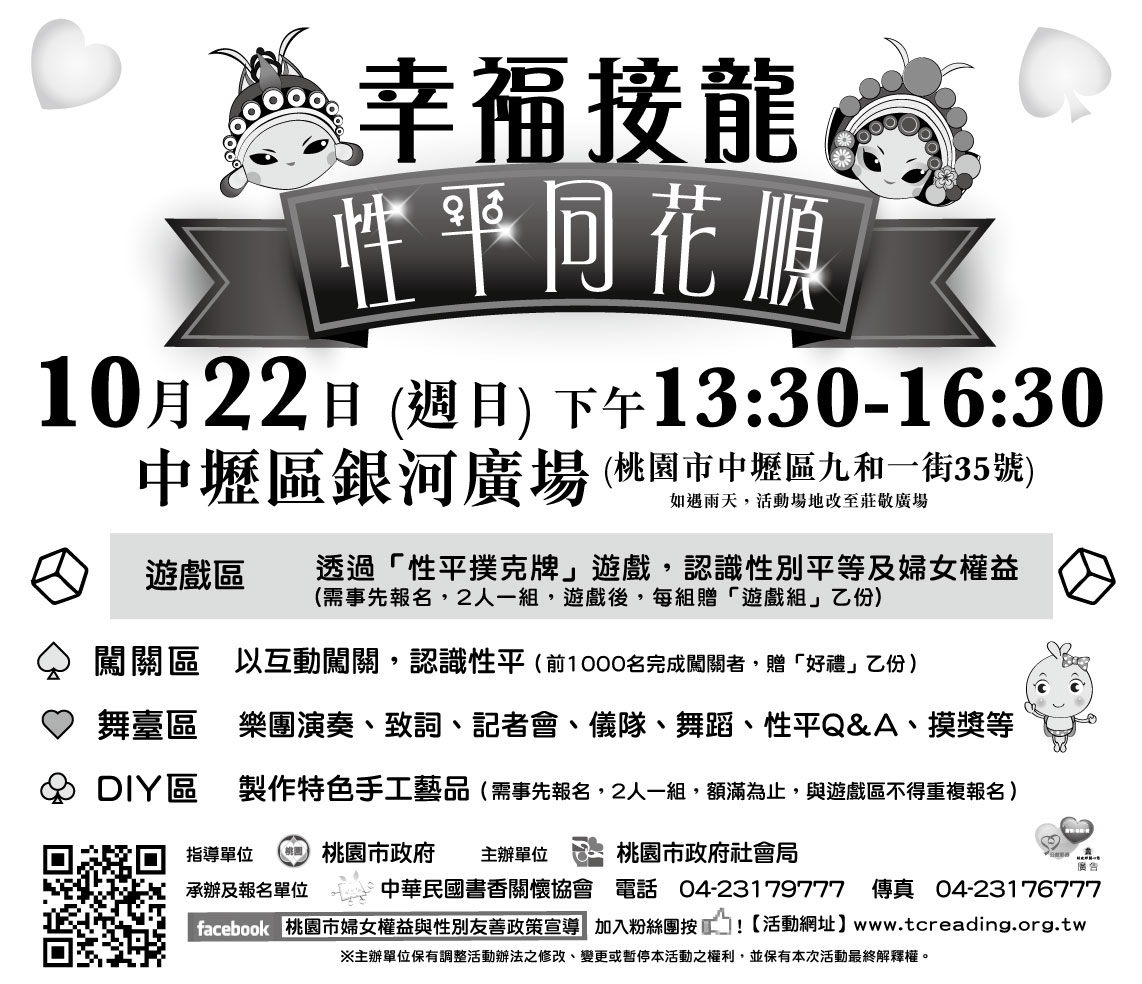 幸福接龍
性平同花順
10月22日 (週日) 下午13:30-16:30
中壢區銀河廣場 (桃園市中壢區九和一街35號)
如遇雨天，活動場地改至莊敬廣場
遊戲區 透過「性平撲克牌」遊戲，認識性別平等及婦女權益
(需事先報名，2人一組，遊戲後，每組贈「遊戲組」乙份)
闖關區 以互動闖關，認識性平 (前1000名完成闖關者，贈「好禮」乙份)
舞臺區 樂團演奏、致詞、記者會、儀隊、舞蹈、性平Q&A、摸獎等
DIY區 製作特色手工藝品 (需事先報名，2人一組，額滿為止，與遊戲區不得重複報名)
指導單位 桃園 桃園市政府 主辦單位 桃園市政府社會局
廣告
承辦及報名單位 中華民國書香關懷協會 電話 04-23179777 傳真 04-23176777
facebook 桃園市婦女權益與性別友善政策宣導 加入粉絲團按 !【活動網址】www.tcreading.org.tw
※主辦單位保有調整活動辦法之修改、變更或暫停本活動之權利，並保有本次活動最終解釋權。